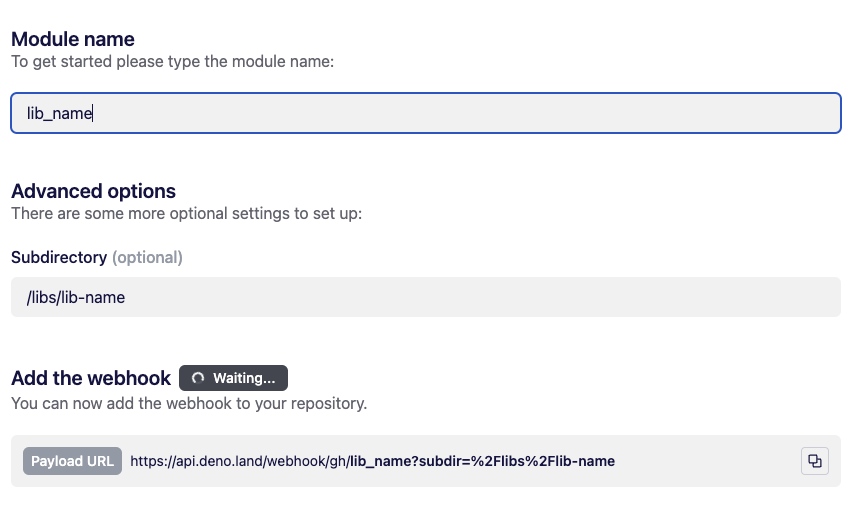 Module name
To get started please type the module name:
lib_name
Advanced options
There are some more optional settings to set up:
Subdirectory (optional)
/libs/lib-name
Add the webhook Waiting...
You can now add the webhook to your repository.
Payload URL https://api.deno.land/webhook/gh/lib_name?subdir=%2Flibs%2Flib-name